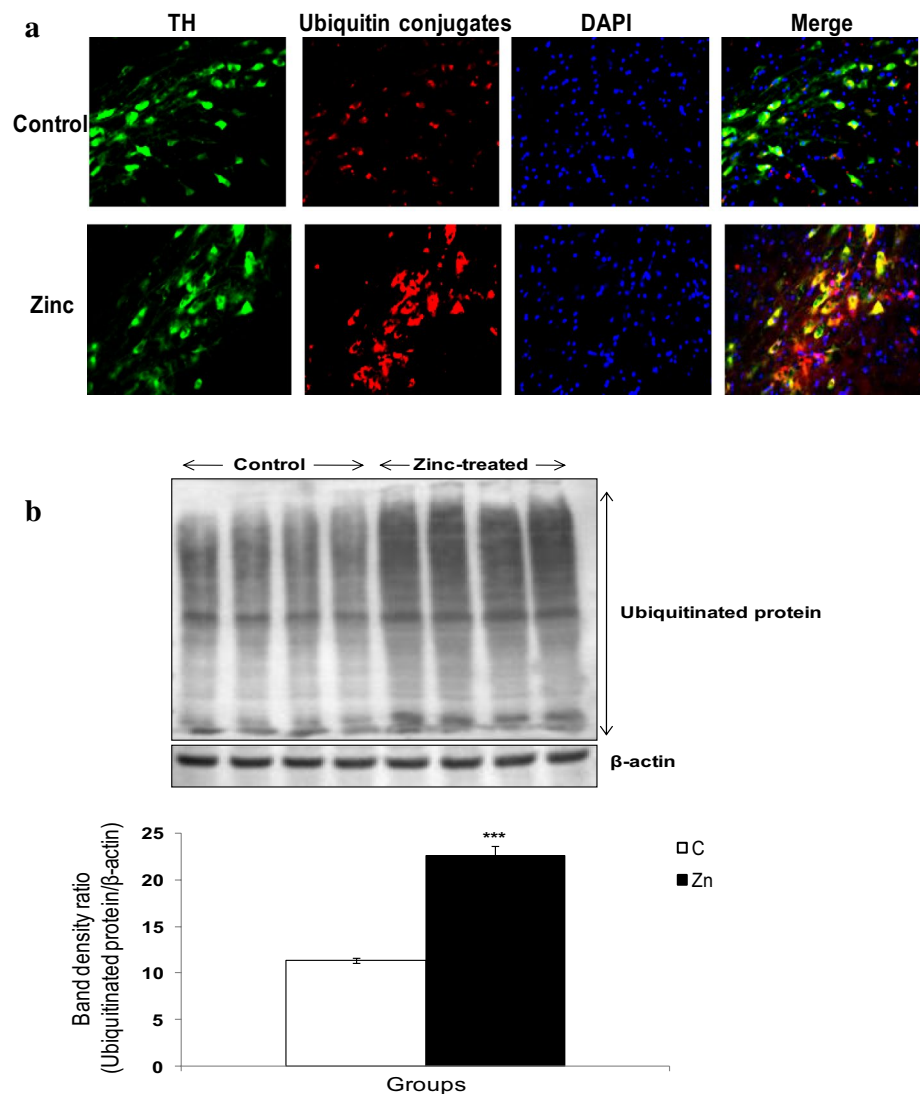 a
TH Ubiquitin conjugates DAPI Merge
Control
Zinc
b
Control Zinc-treated
Ubiquitinated protein
β-actin
Band density ratio
(Ubiquitinated protein/β-actin)
25
20
15
10
5
0
***
C
Zn
Groups